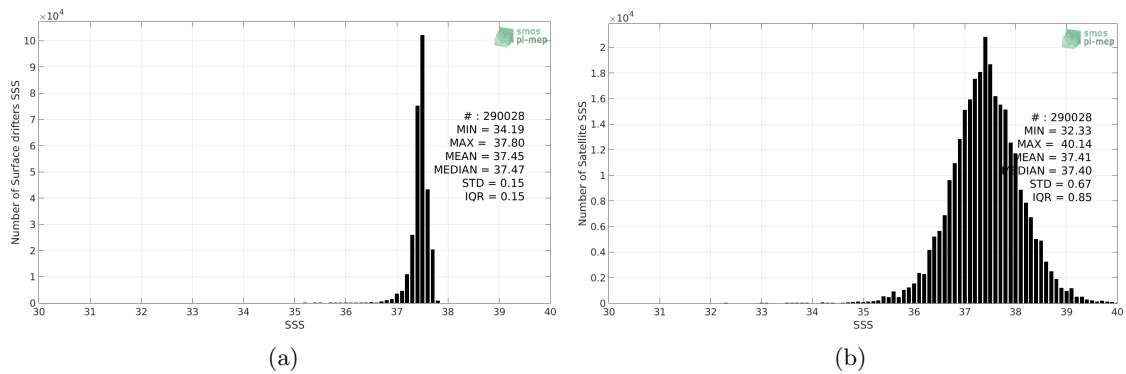 ×10⁴
10
9
8
7
6
5
4
3
2
1
0
30 31 32 33 34 35 36 37 38 39 40
SSS
Number of Surface drifters SSS
smos
pi-mep
# : 290028
MIN = 34.19
MAX = 37.80
MEAN = 37.45
MEDIAN = 37.47
STD = 0.15
IQR = 0.15
(a)
×10⁴
2
1.8
1.6
1.4
1.2
1
0.8
0.6
0.4
0.2
0
30 31 32 33 34 35 36 37 38 39 40
SSS
Number of Satellite SSS
smos
pi-mep
# : 290028
MIN = 32.33
MAX = 40.14
MEAN = 37.41
MEDIAN = 37.40
STD = 0.67
IQR = 0.85
(b)